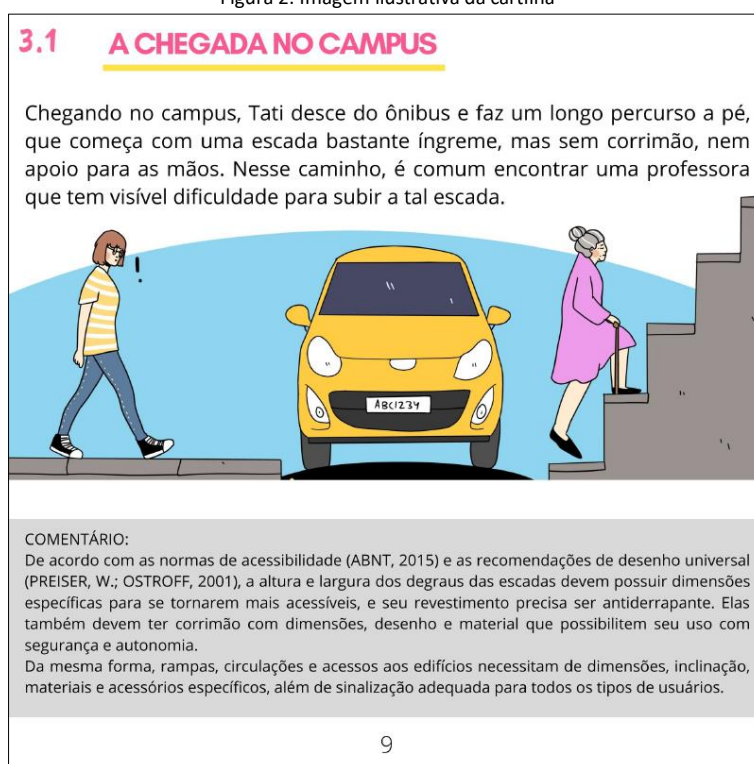 Figura 2: Imagem ilustrativa da cartilha
3.1 A CHEGADA NO CAMPUS
Chegando no campus, Tati desce do ônibus e faz um longo percurso a pé,
que começa com uma escada bastante íngreme, mas sem corrimão, nem
apoio para as mãos. Nesse caminho, é comum encontrar uma professora
que tem visível dificuldade para subir a tal escada.
!
ABC1234
COMENTÁRIO:
De acordo com as normas de acessibilidade (ABNT, 2015) e as recomendações de desenho universal
(PREISER, W.; OSTROFF, 2001), a altura e largura dos degraus das escadas devem possuir dimensões
específicas para se tornarem mais acessíveis, e seu revestimento precisa ser antiderrapante. Elas
também devem ter corrimão com dimensões, desenho e material que possibilitem seu uso com
segurança e autonomia.
Da mesma forma, rampas, circulações e acessos aos edifícios necessitam de dimensões, inclinação,
materiais e acessórios específicos, além de sinalização adequada para todos os tipos de usuários.
9